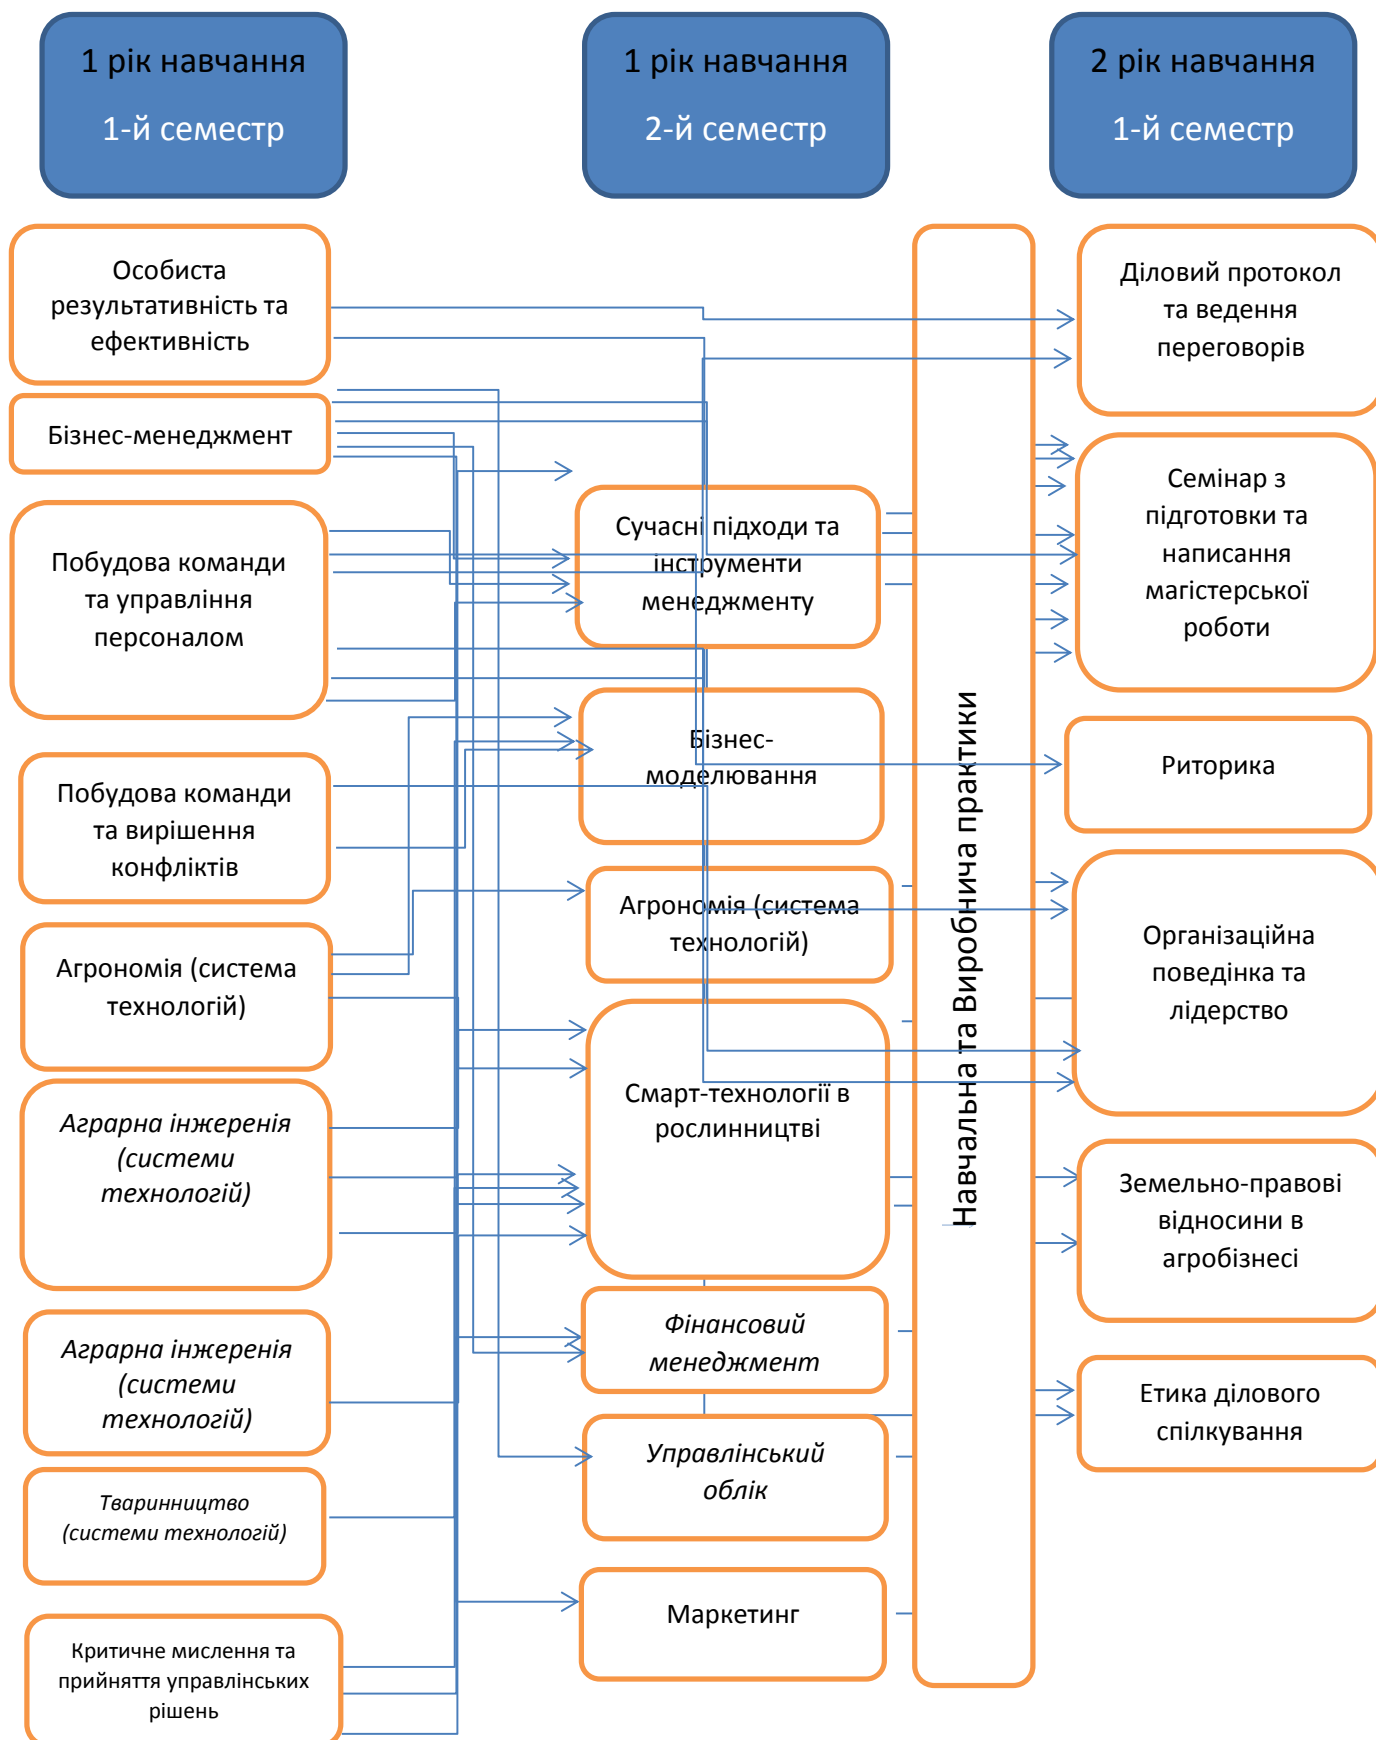 1 рік навчання
1-й семестр
1 рік навчання
2-й семестр
2 рік навчання
1-й семестр
Особиста
результативність та
ефективність
Бізнес-менеджмент
Побудова команди
та управління
персоналом
Побудова команди
та вирішення
конфліктів
Агрономія (система
технологій)
Аграрна інжеренія
(системи
технологій)
Аграрна інжеренія
(системи
технологій)
Тваринництво
(системи технологій)
Критичне мислення та
прийняття управлінських
рішень
Сучасні підходи та
інструменти
менеджменту
Бізнес-
моделювання
Агрономія (система
технологій)
Смарт-технології в
рослинництві
Фінансовий
менеджмент
Управлінський
облік
Маркетинг
Навчальна та Виробнича практики
Діловий протокол
та ведення
переговорів
Семінар з
підготовки та
написання
магістерської
роботи
Риторика
Організаційна
поведінка та
лідерство
Земельно-правові
відносини в
агробізнесі
Етика ділового
спілкування